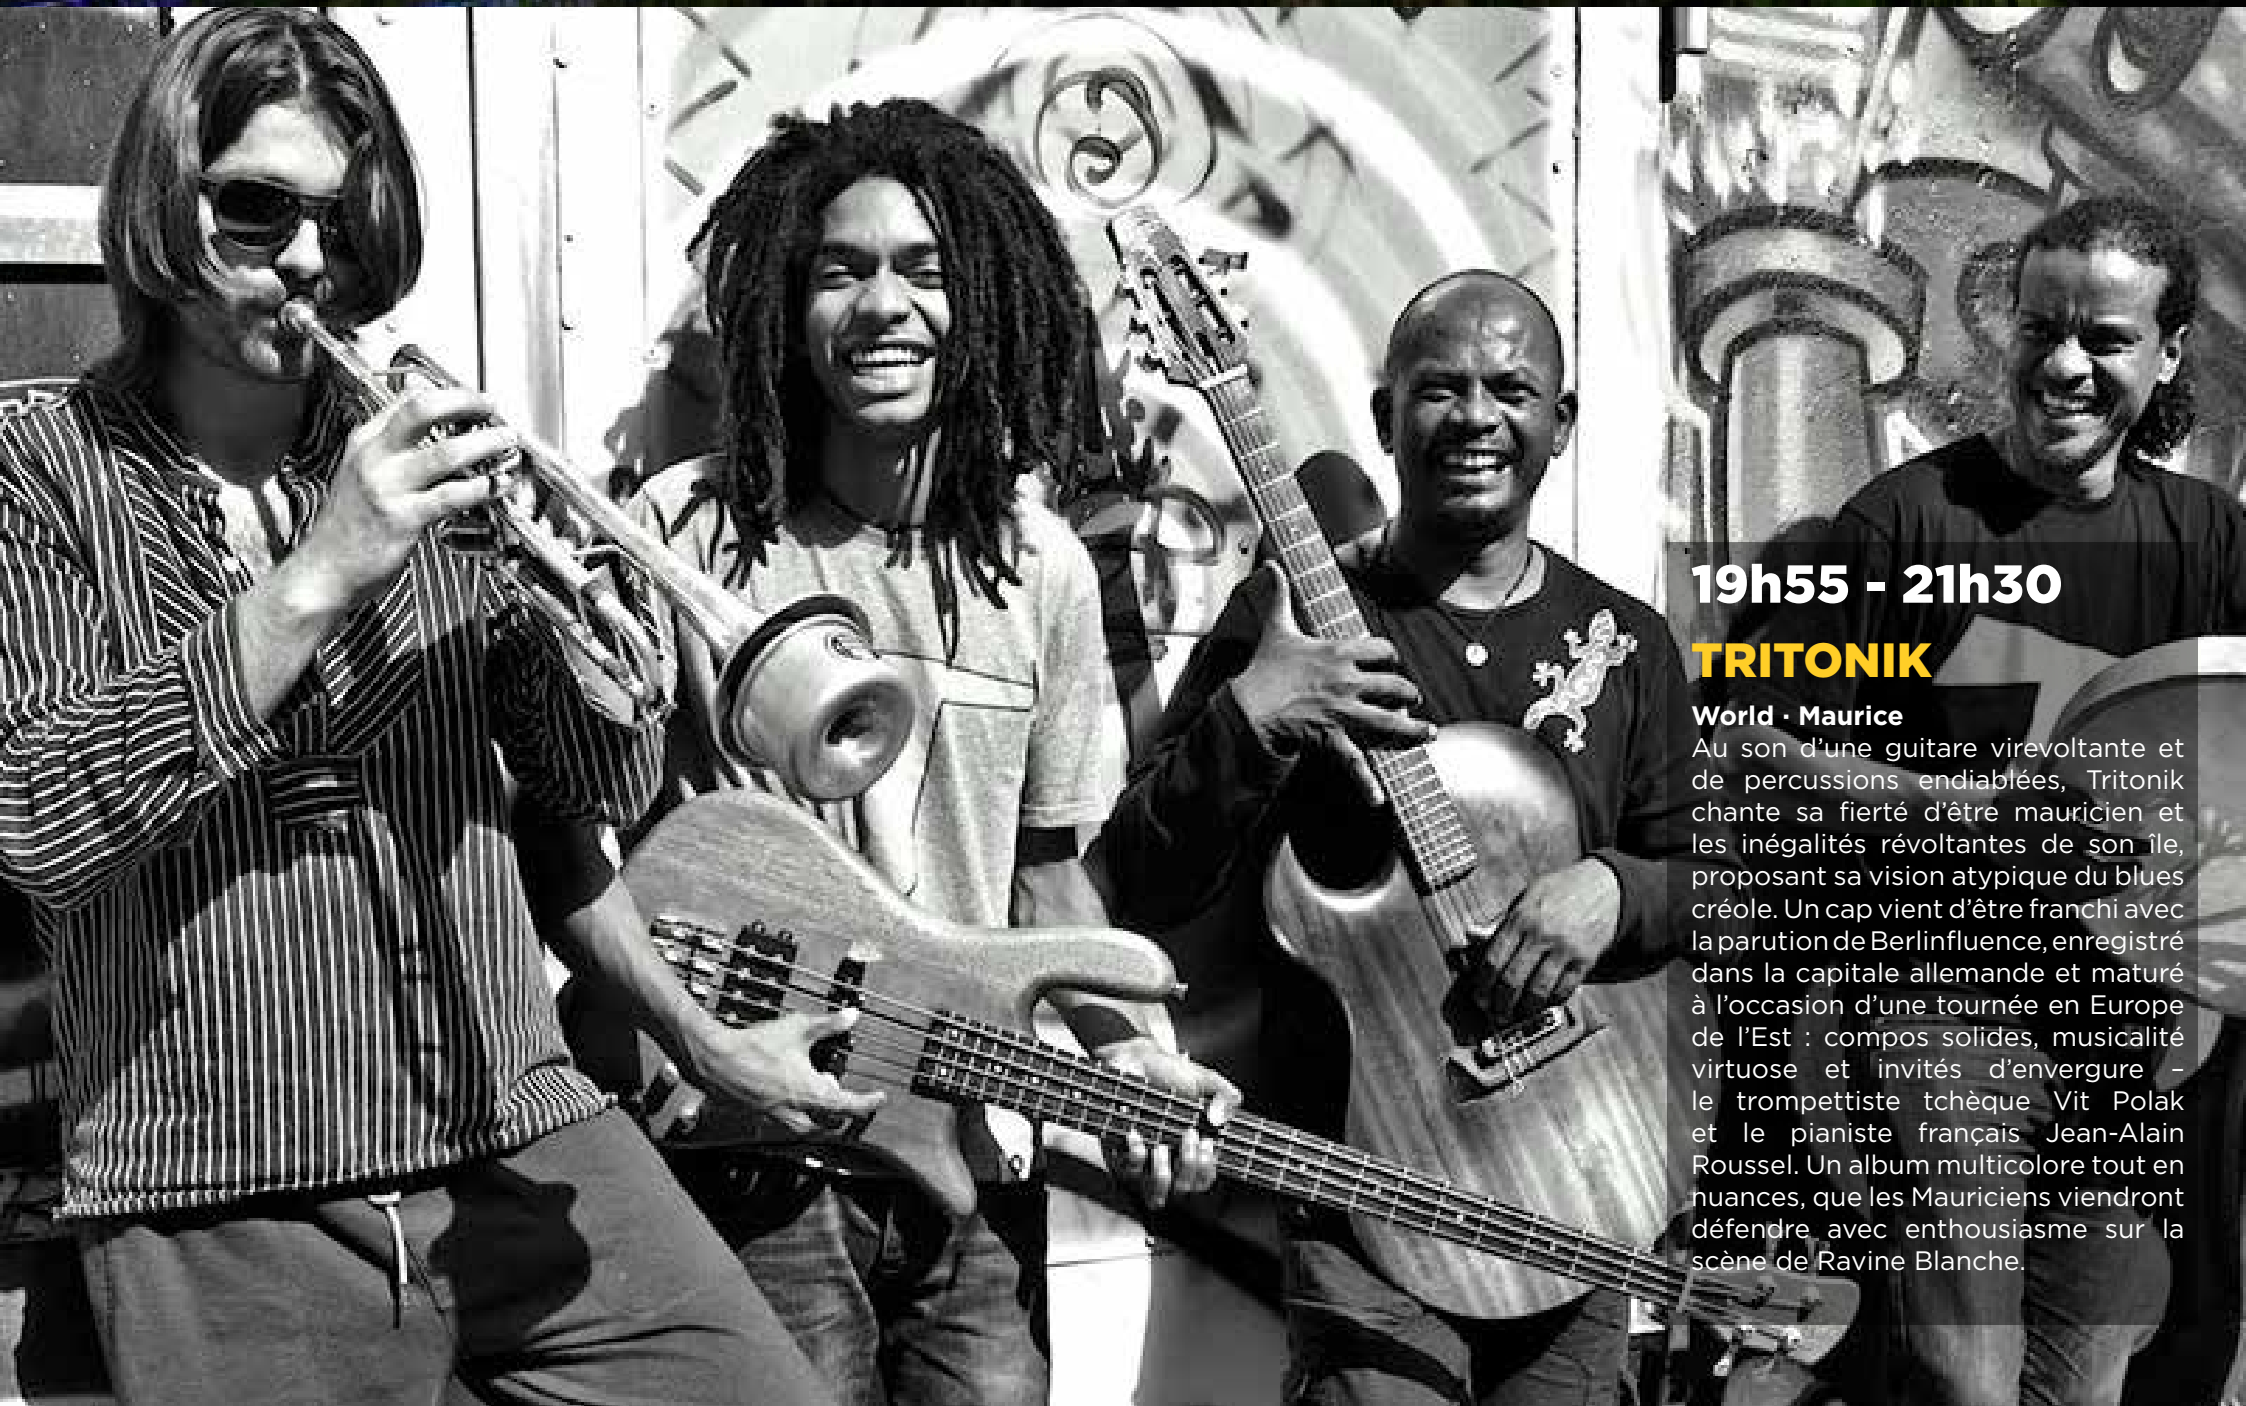 19h55 - 21h30
TRITONIK
World · Maurice
Au son d’une guitare virevoltante et
de percussions endiablées, Tritonik
chante sa fierté d’être mauricien et
les inégalités révoltantes de son île,
proposant sa vision atypique du blues
créole. Un cap vient d’être franchi avec
la parution de Berlinfluence, enregistré
dans la capitale allemande et maturé
à l’occasion d’une tournée en Europe
de l’Est : compos solides, musicalité
virtuose et invités d’envergure –
le trompettiste tchèque Vit Polak
et le pianiste français Jean-Alain
Roussel. Un album multicolore tout en
nuances, que les Mauriciens viendront
défendre avec enthousiasme sur la
scène de Ravine Blanche.